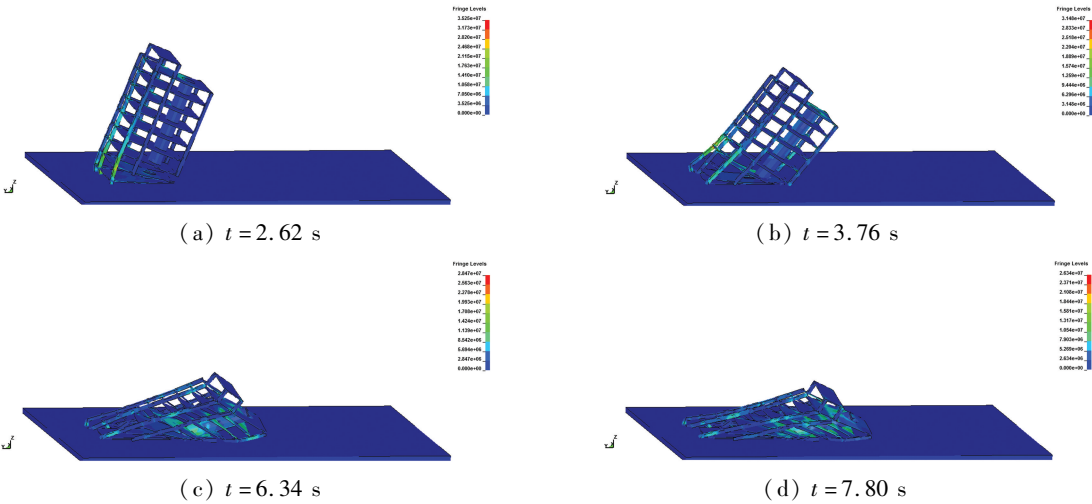 Fringe Levels
3.525e+07
3.173e+07
2.820e+07
2.468e+07
2.115e+07
1.763e+07
1.410e+07
1.058e+07
7.050e+06
3.525e+06
0.000e+00
Z
Y X
(a) t=2.62 s
Fringe Levels
3.148e+07
2.833e+07
2.518e+07
2.204e+07
1.889e+07
1.574e+07
1.259e+07
9.444e+06
6.296e+06
3.148e+06
0.000e+00
Z
Y X
(b) t=3.76 s
Fringe Levels
2.847e+07
2.563e+07
2.278e+07
1.993e+07
1.708e+07
1.424e+07
1.139e+07
8.542e+06
5.694e+06
2.847e+06
0.000e+00
Z
Y X
(c) t=6.34 s
Fringe Levels
2.634e+07
2.371e+07
2.108e+07
1.844e+07
1.581e+07
1.317e+07
1.054e+07
7.903e+06
5.269e+06
2.634e+06
0.000e+00
Z
Y X
(d) t=7.80 s